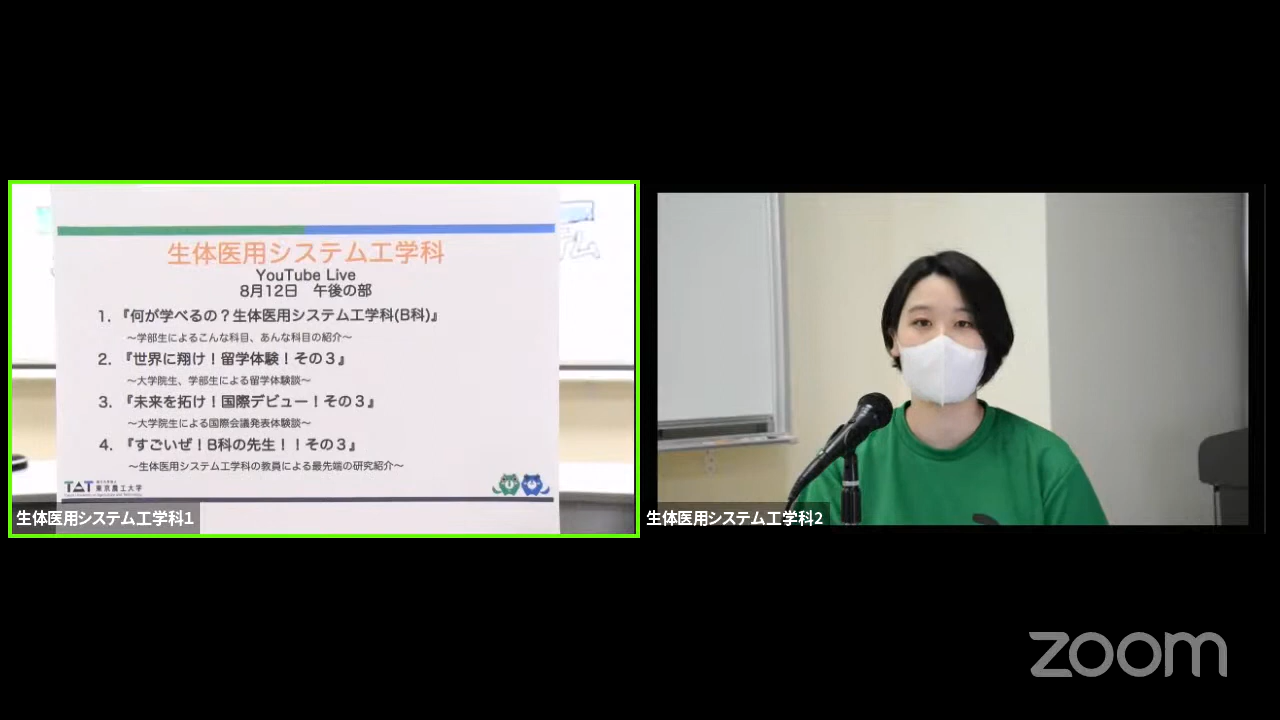 生体医用システム工学科
YouTube Live
8月12日 午後の部
1. 『何が学べるの？生体医用システム工学科(B科)』
～学部生によるこんな科目、あんな科目の紹介～
2. 『世界に翔け！留学体験！その３』
～大学院生、学部生による留学体験談～
3. 『未来を拓け！国際デビュー！その３』
～大学院生による国際会議発表体験談～
4. 『すごいぜ！B科の先生！！その３』
～生体医用システム工学科の教員による最先端の研究紹介～
TAT 東京農工大学
生体医用システム工学科1
生体医用システム工学科2
zoom